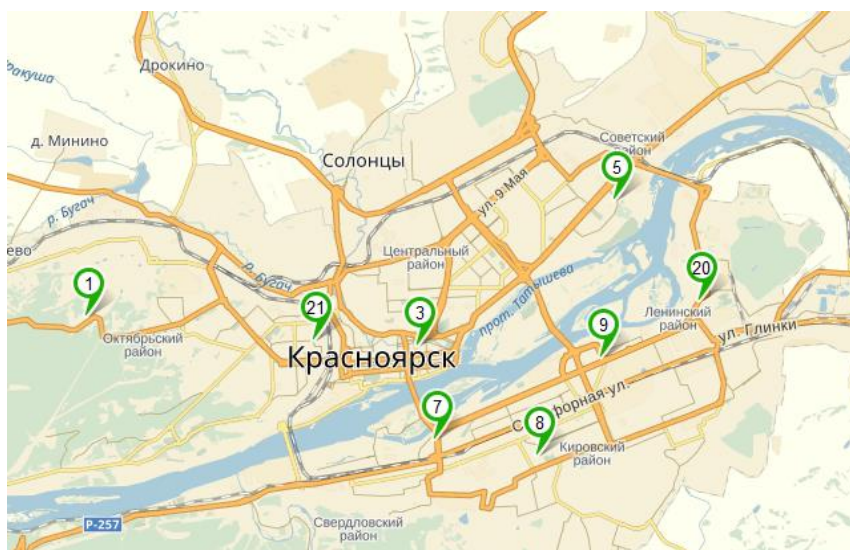 Дрокино
д. Минино
Солонцы
Советский
район
5
ул. 9 Мая
р. Бугач
Центральный
район
р. Бугач
прот. Татышева
20
1
21
3
9
Ленинский
район
ул. Глинки
Октябрьский
район
Красноярск
7
8
Кировский
район
Р-257
Свердловский
район